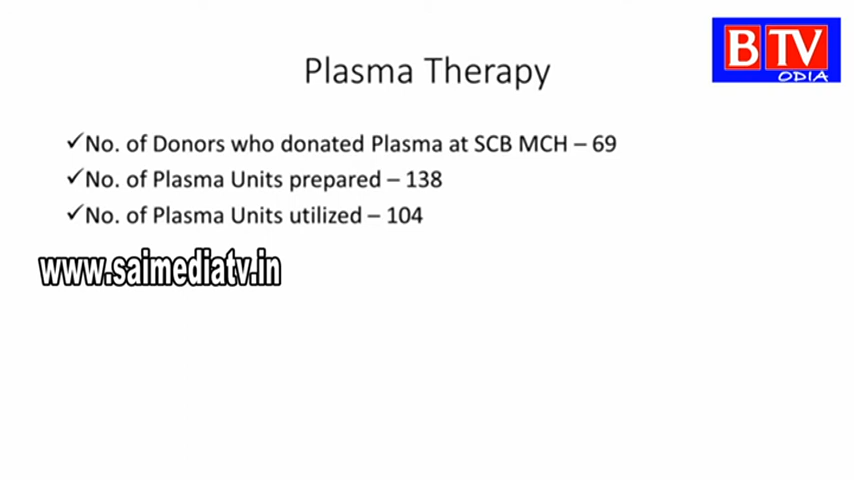 BTV
ODIA
Plasma Therapy
✓No. of Donors who donated Plasma at SCB MCH – 69
✓No. of Plasma Units prepared – 138
✓No. of Plasma Units utilized – 104
www.saimediatv.in